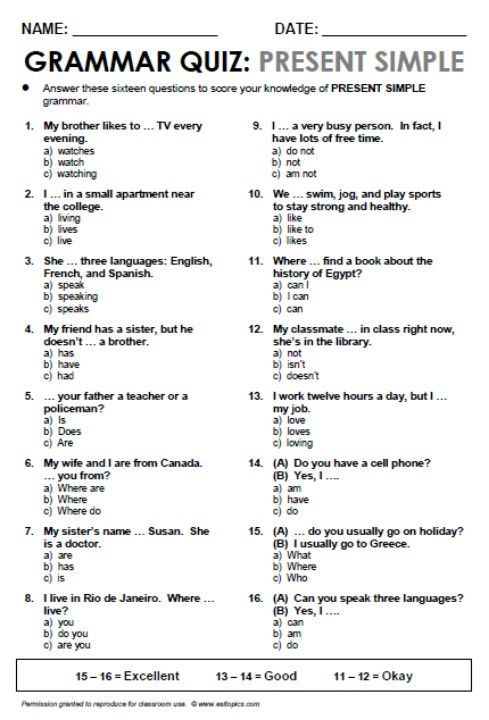 NAME: ________________ DATE: ________________
GRAMMAR QUIZ: PRESENT SIMPLE
● Answer these sixteen questions to score your knowledge of PRESENT SIMPLE
grammar.
1. My brother likes to … TV every
evening.
a) watches
b) watch
c) watching
2. I … in a small apartment near
the college.
a) living
b) lives
c) live
3. She … three languages: English,
French, and Spanish.
a) speak
b) speaking
c) speaks
4. My friend has a sister, but he
doesn't … a brother.
a) has
b) have
c) had
5. … your father a teacher or a
policeman?
a) Is
b) Does
c) Are
6. My wife and I are from Canada.
… you from?
a) Where are
b) Where
c) Where do
7. My sister's name … Susan. She
is a doctor.
a) are
b) has
c) is
8. I live in Rio de Janeiro. Where …
live?
a) you
b) do you
c) are you
9. I … a very busy person. In fact, I
have lots of free time.
a) do not
b) not
c) am not
10. We … swim, jog, and play sports
to stay strong and healthy.
a) like
b) like to
c) likes
11. Where … find a book about the
history of Egypt?
a) can I
b) I can
c) can
12. My classmate … in class right now,
she's in the library.
a) not
b) isn't
c) doesn't
13. I work twelve hours a day, but I …
my job.
a) love
b) loves
c) loving
14. (A) Do you have a cell phone?
(B) Yes, I ….
a) am
b) have
c) do
15. (A) … do you usually go on holiday?
(B) I usually go to Greece.
a) What
b) Where
c) Who
16. (A) Can you speak three languages?
(B) Yes, I ….
a) can
b) am
c) do
15 – 16 = Excellent 13 – 14 = Good 11 – 12 = Okay
Permission granted to reproduce for classroom use. © www.esltopics.com